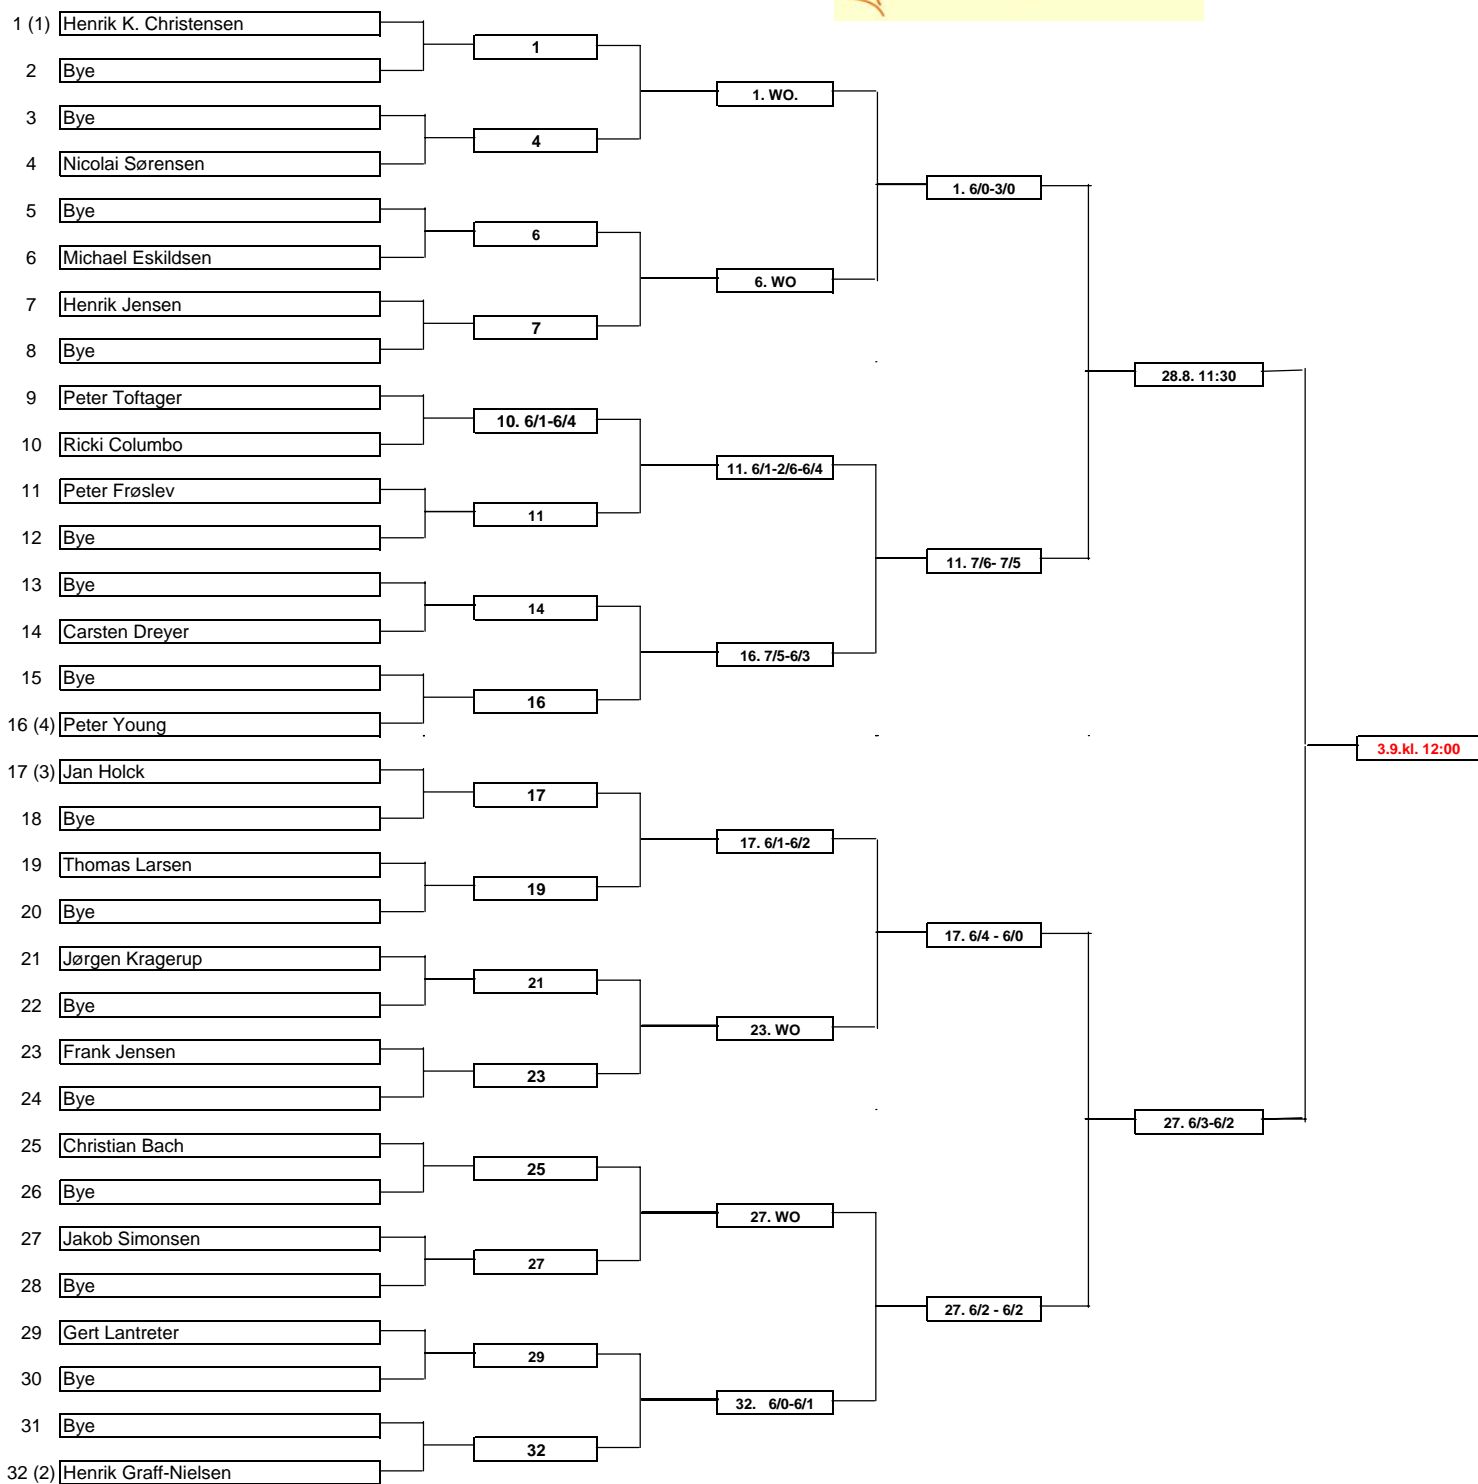 1 (1) Henrik K. Christensen
1
2 Bye
1. WO.
3 Bye
4
4 Nicolai Sørensen
1. 6/0-3/0
5 Bye
6
6 Michael Eskildsen
6. WO
7 Henrik Jensen
7
8 Bye
28.8. 11:30
9 Peter Toftager
10. 6/1-6/4
10 Ricki Columbo
11. 6/1-2/6-6/4
11 Peter Frøslev
11
12 Bye
11. 7/6- 7/5
13 Bye
14
14 Carsten Dreyer
16. 7/5-6/3
15 Bye
16
16 (4) Peter Young
3.9.kl. 12:00
17 (3) Jan Holck
17
18 Bye
17. 6/1-6/2
19 Thomas Larsen
19
20 Bye
17. 6/4 - 6/0
21 Jørgen Kragerup
21
22 Bye
23. WO
23 Frank Jensen
23
24 Bye
27. 6/3-6/2
25 Christian Bach
25
26 Bye
27. WO
27 Jakob Simonsen
27
28 Bye
27. 6/2 - 6/2
29 Gert Lantreter
29
30 Bye
32. 6/0-6/1
31 Bye
32
32 (2) Henrik Graff-Nielsen